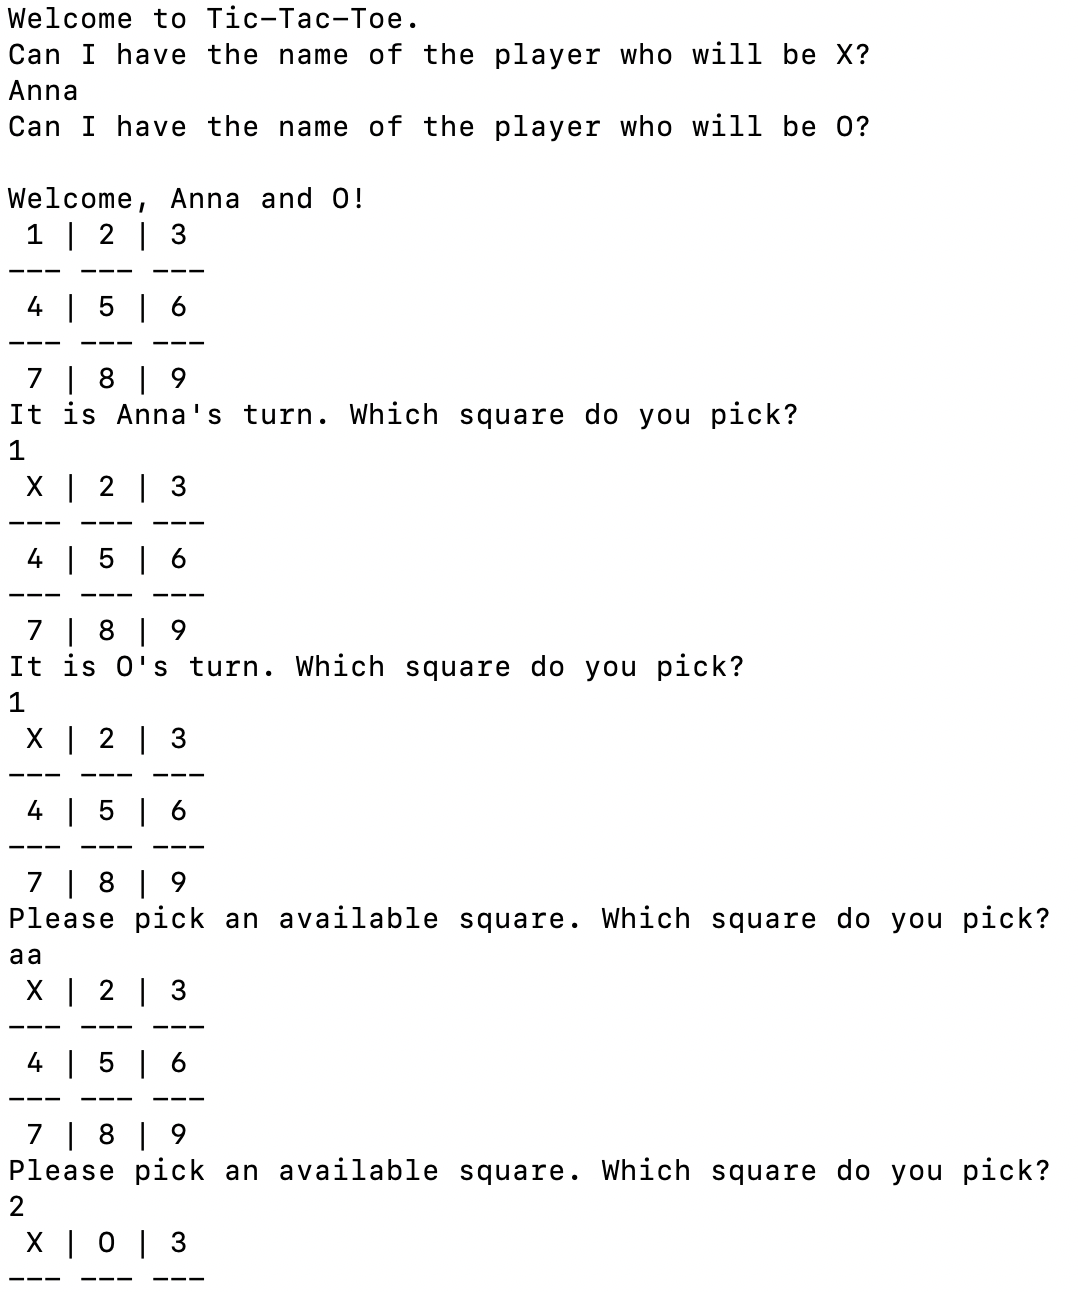 Welcome to Tic-Tac-Toe.
Can I have the name of the player who will be X?
Anna
Can I have the name of the player who will be O?

Welcome, Anna and O!
 1 | 2 | 3
--- --- ---
 4 | 5 | 6
--- --- ---
 7 | 8 | 9
It is Anna's turn. Which square do you pick?
1
 X | 2 | 3
--- --- ---
 4 | 5 | 6
--- --- ---
 7 | 8 | 9
It is O's turn. Which square do you pick?
1
 X | 2 | 3
--- --- ---
 4 | 5 | 6
--- --- ---
 7 | 8 | 9
Please pick an available square. Which square do you pick?
aa
 X | 2 | 3
--- --- ---
 4 | 5 | 6
--- --- ---
 7 | 8 | 9
Please pick an available square. Which square do you pick?
2
 X | O | 3
--- --- ---